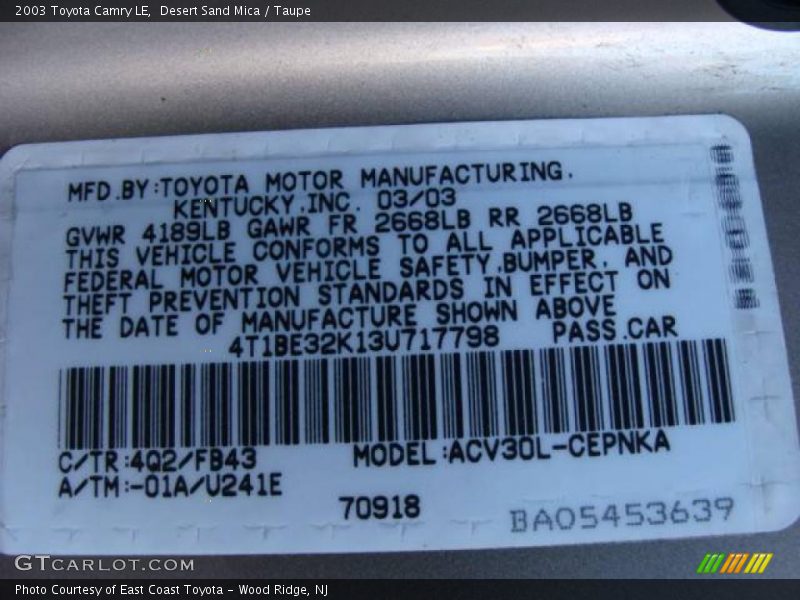 2003 Toyota Camry LE,  Desert Sand Mica / Taupe
MFD.BY:TOYOTA MOTOR MANUFACTURING,
KENTUCKY,INC. 03/03
GVWR 4189LB GAWR FR 2668LB RR 2668LB
THIS VEHICLE CONFORMS TO ALL APPLICABLE
FEDERAL MOTOR VEHICLE SAFETY,BUMPER, AND
THEFT PREVENTION STANDARDS IN EFFECT ON
THE DATE OF MANUFACTURE SHOWN ABOVE
4T1BE32K13U717798 PASS.CAR
C/TR:4Q2/FB43 MODEL:ACV30L-CEPNKA
A/TM:-01A/U241E
70918 BA05453639
GTCARLOT.COM
Photo Courtesy of East Coast Toyota - Wood Ridge, NJ